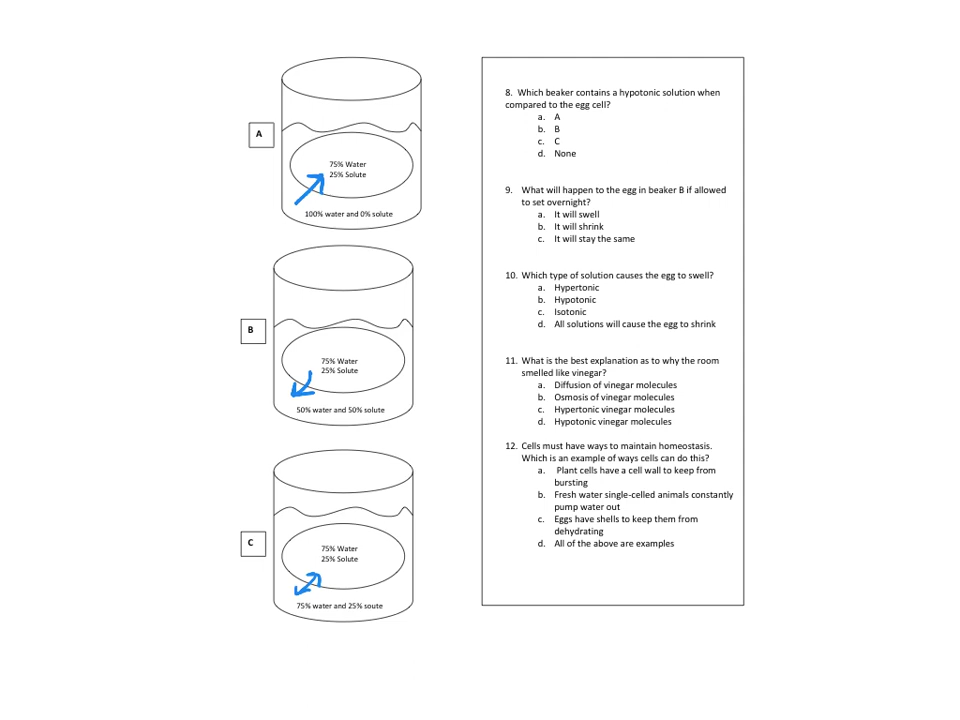 A
75% Water
25% Solute
100% water and 0% solute
B
75% Water
25% Solute
50% water and 50% solute
C
75% Water
25% Solute
75% water and 25% soute
8. Which beaker contains a hypotonic solution when
compared to the egg cell?
a. A
b. B
c. C
d. None
9. What will happen to the egg in beaker B if allowed
to set overnight?
a. It will swell
b. It will shrink
c. It will stay the same
10. Which type of solution causes the egg to swell?
a. Hypertonic
b. Hypotonic
c. Isotonic
d. All solutions will cause the egg to shrink
11. What is the best explanation as to why the room
smelled like vinegar?
a. Diffusion of vinegar molecules
b. Osmosis of vinegar molecules
c. Hypertonic vinegar molecules
d. Hypotonic vinegar molecules
12. Cells must have ways to maintain homeostasis.
Which is an example of ways cells can do this?
a. Plant cells have a cell wall to keep from
bursting
b. Fresh water single-celled animals constantly
pump water out
c. Eggs have shells to keep them from
dehydrating
d. All of the above are examples